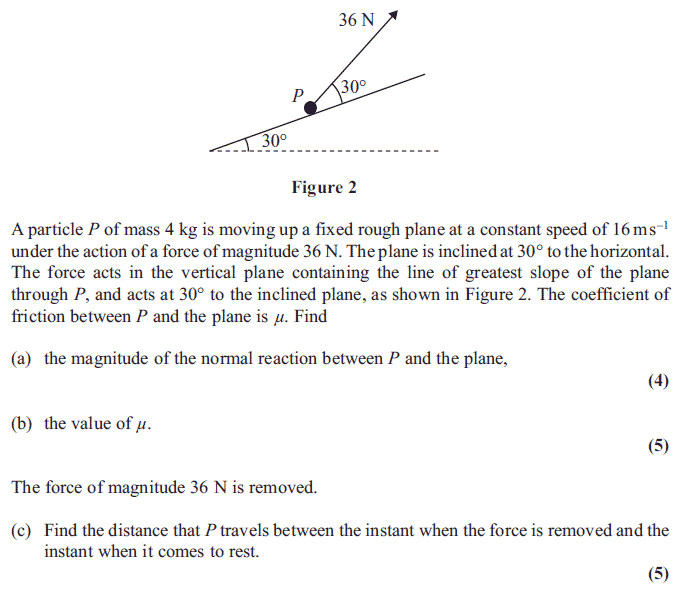 36 N
30°
P
30°
Figure 2
A particle P of mass 4 kg is moving up a fixed rough plane at a constant speed of 16 m s⁻¹
under the action of a force of magnitude 36 N. The plane is inclined at 30° to the horizontal.
The force acts in the vertical plane containing the line of greatest slope of the plane
through P, and acts at 30° to the inclined plane, as shown in Figure 2. The coefficient of
friction between P and the plane is μ. Find
(a) the magnitude of the normal reaction between P and the plane,
(4)
(b) the value of μ.
(5)
The force of magnitude 36 N is removed.
(c) Find the distance that P travels between the instant when the force is removed and the
instant when it comes to rest.
(5)